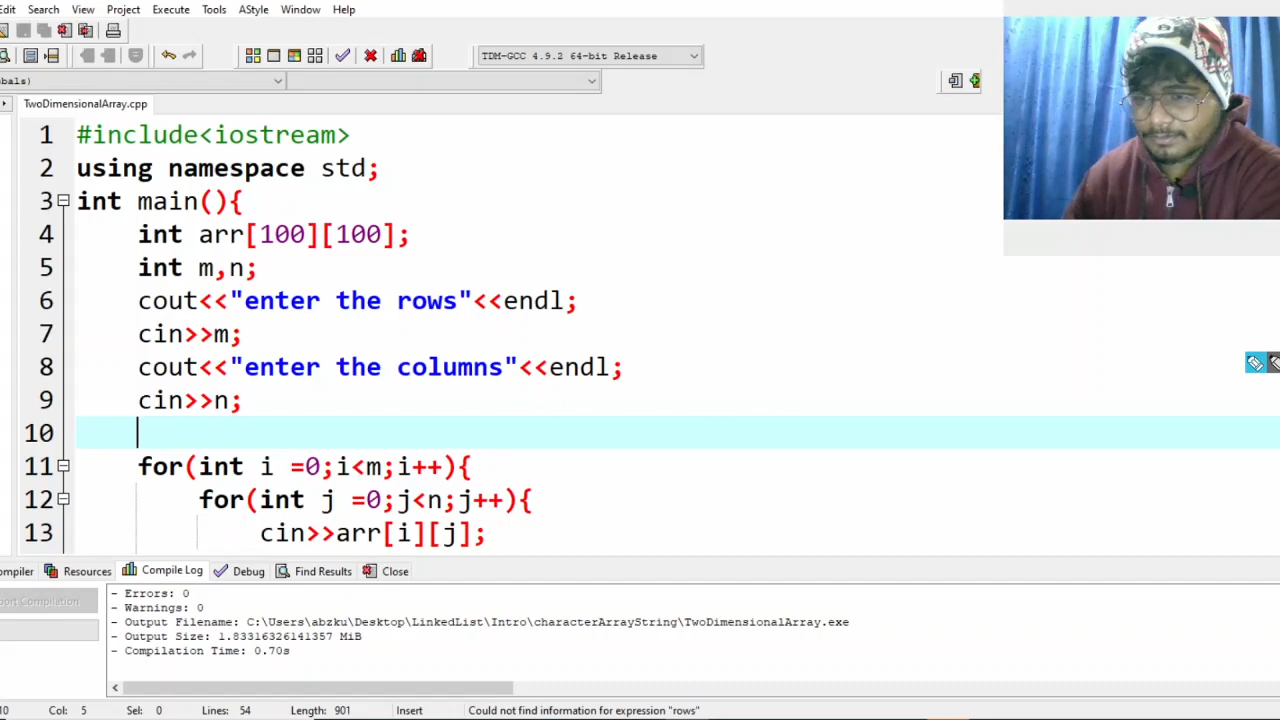 Edit Search View Project Execute Tools AStyle Window Help
TDM-GCC 4.9.2 64-bit Release
bals)
TwoDimensionalArray.cpp
1 #include<iostream>
2 using namespace std;
3 int main(){
4 int arr[100][100];
5 int m,n;
6 cout<<"enter the rows"<<endl;
7 cin>>m;
8 cout<<"enter the columns"<<endl;
9 cin>>n;
10
11 for(int i =0;i<m;i++){
12 for(int j =0;j<n;j++){
13 cin>>arr[i][j];
ompiler Resources Compile Log Debug Find Results Close
ort Compilation
- Errors: 0
- Warnings: 0
- Output Filename: C:\Users\abzku\Desktop\LinkedList\Intro\characterArrayString\TwoDimensionalArray.exe
- Output Size: 1.83316326141357 MiB
- Compilation Time: 0.70s
10 Col: 5 Sel: 0 Lines: 54 Length: 901 Insert Could not find information for expression "rows"